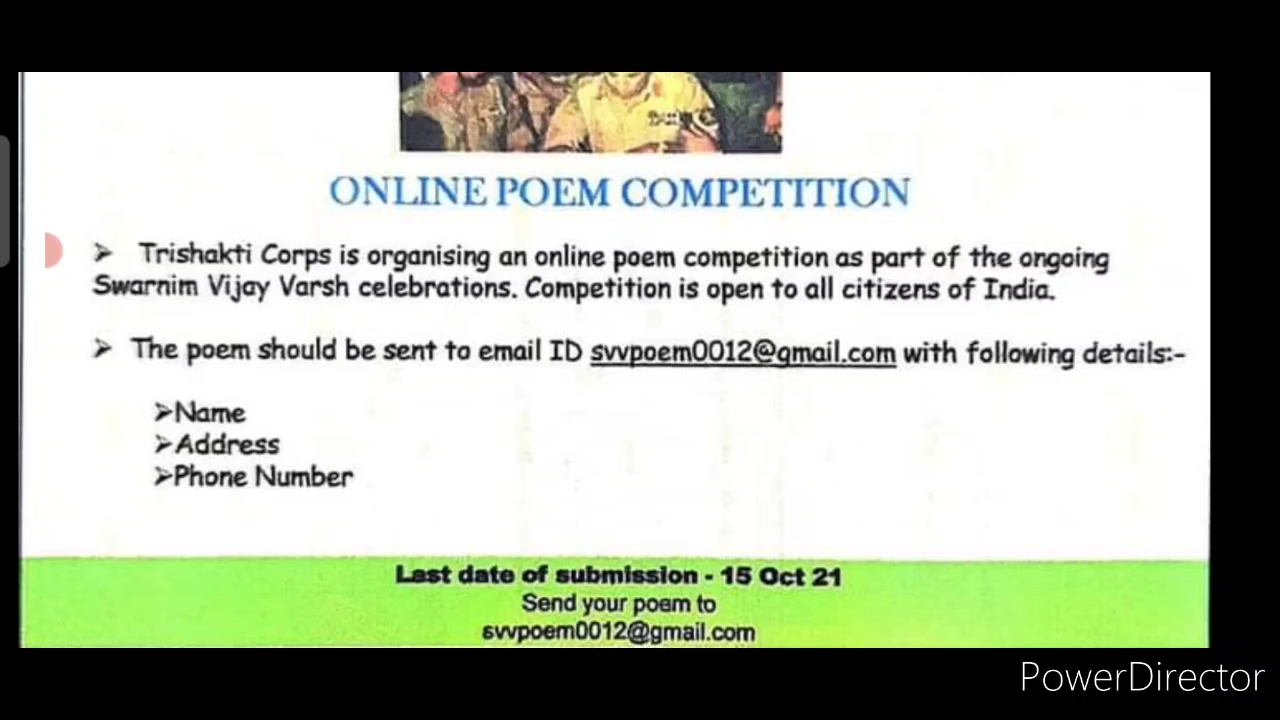 ONLINE POEM COMPETITION
➢ Trishakti Corps is organising an online poem competition as part of the ongoing
Swarnim Vijay Varsh celebrations. Competition is open to all citizens of India.
➢ The poem should be sent to email ID svvpoem0012@gmail.com with following details:-
➢Name
➢Address
➢Phone Number
Last date of submission - 15 Oct 21
Send your poem to
svvpoem0012@gmail.com
PowerDirector